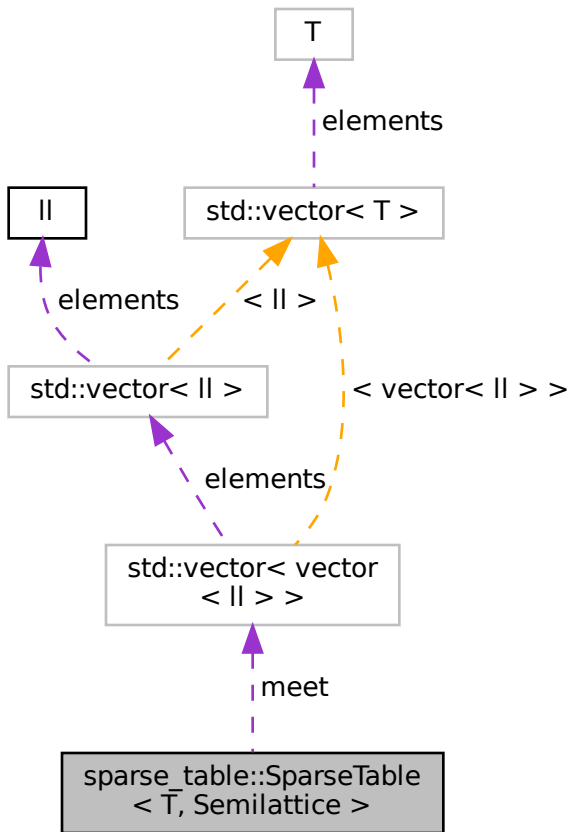 T
elements
ll
std::vector< T >
elements
< ll >
std::vector< ll >
< vector< ll > >
elements
std::vector< vector
< ll > >
meet
sparse_table::SparseTable
< T, Semilattice >